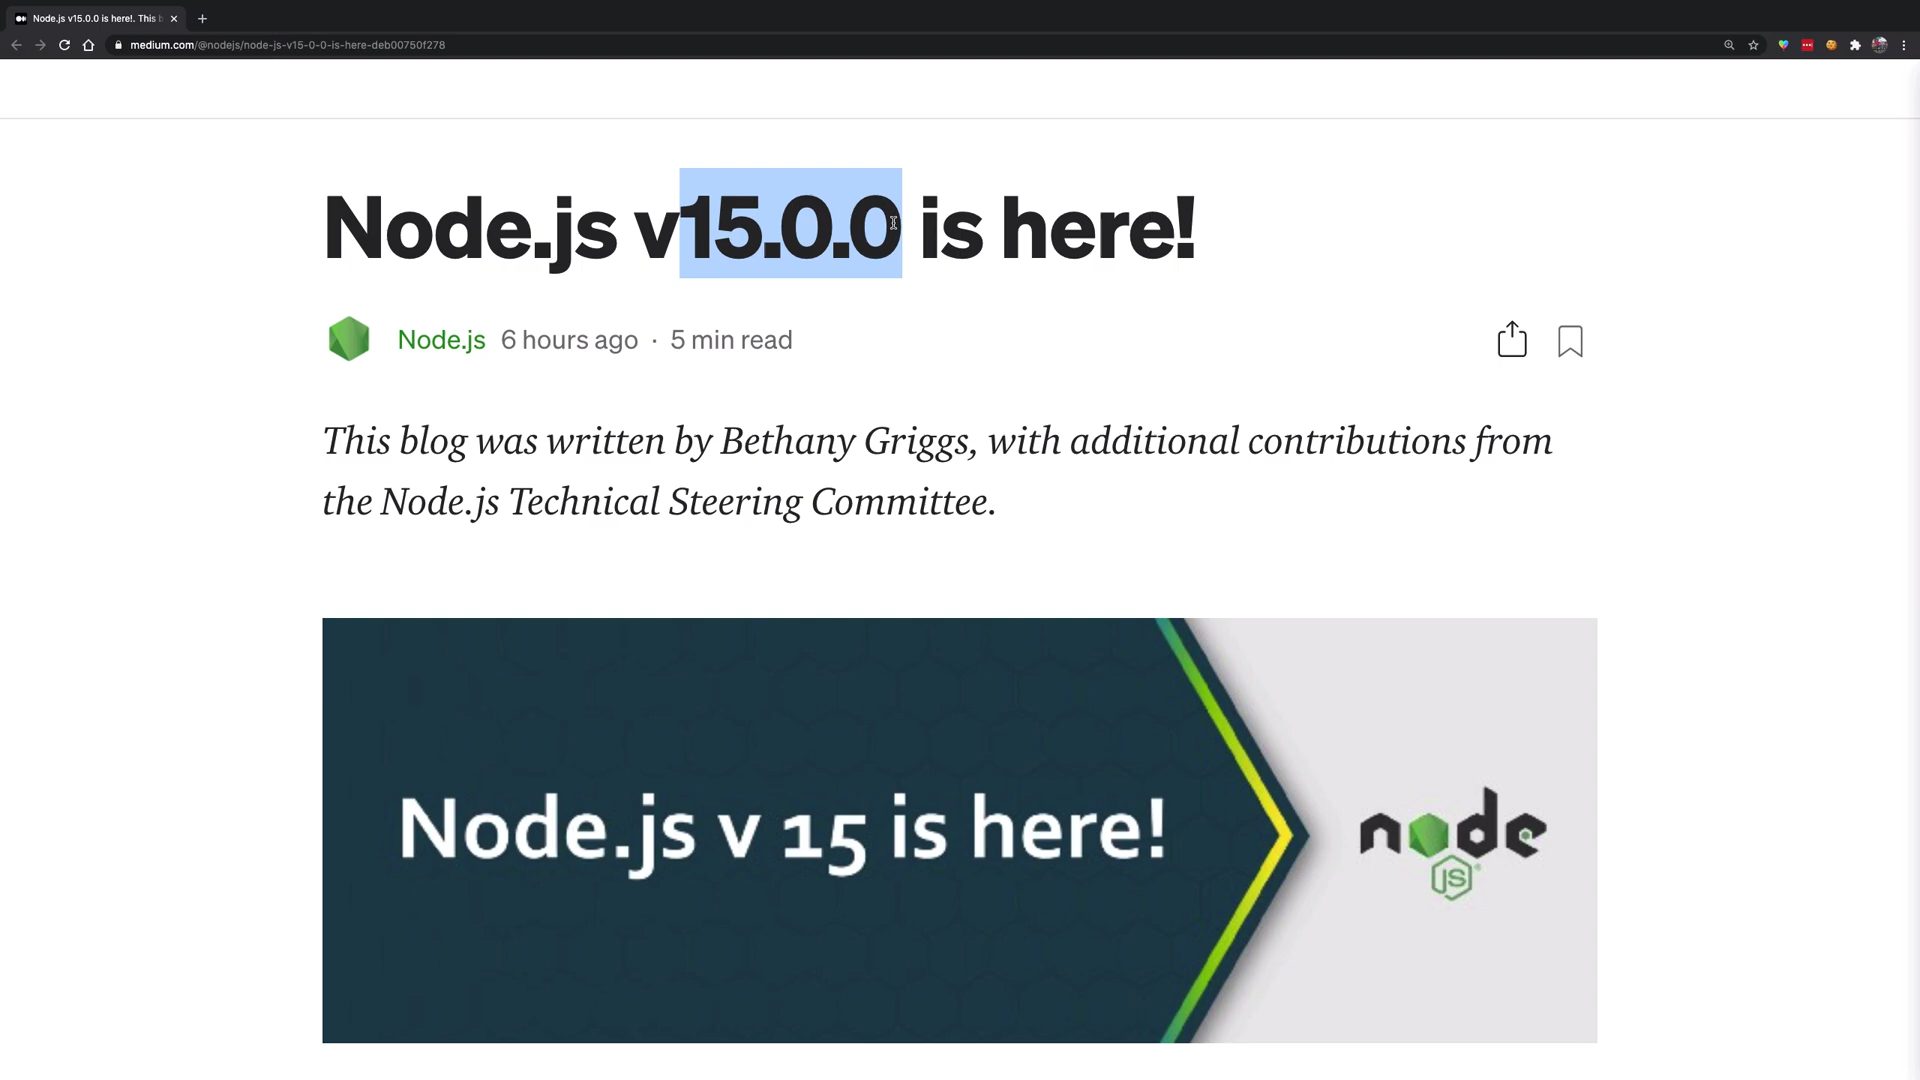 Node.js v15.0.0 is here!. This b
medium.com/@nodejs/node-js-v15-0-0-is-here-deb00750f278
Node.js v15.0.0 is here!
Node.js 6 hours ago · 5 min read
This blog was written by Bethany Griggs, with additional contributions from
the Node.js Technical Steering Committee.
Node.js v 15 is here!
node
JS